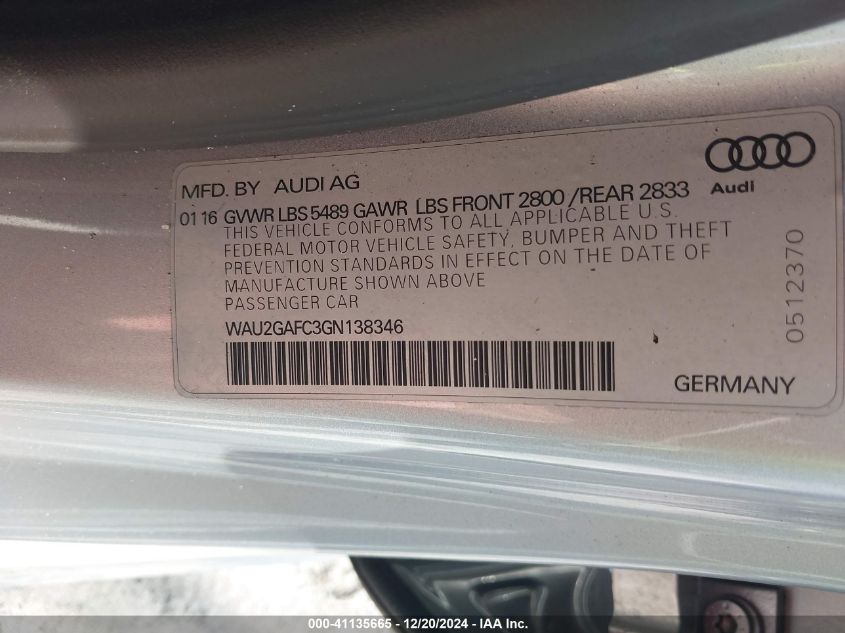 MFD. BY AUDI AG
Audi
01 16 GVWR LBS 5489 GAWR LBS FRONT 2800 /REAR 2833
THIS VEHICLE CONFORMS TO ALL APPLICABLE U.S.
FEDERAL MOTOR VEHICLE SAFETY, BUMPER AND THEFT
PREVENTION STANDARDS IN EFFECT ON THE DATE OF
MANUFACTURE SHOWN ABOVE
PASSENGER CAR
WAU2GAFC3GN138346
0512370
GERMANY
000-41135665 - 12/20/2024 - IAA Inc.